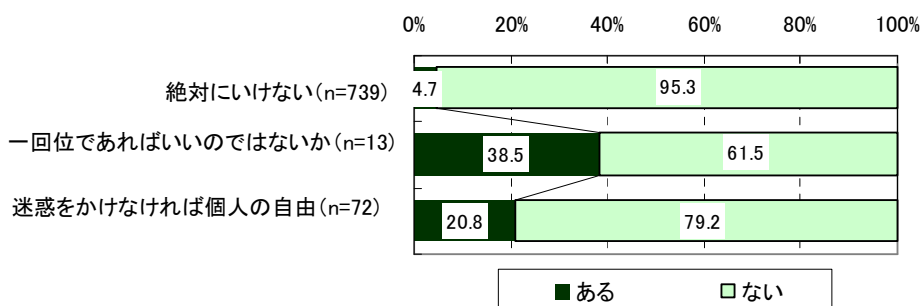 0% 20% 40% 60% 80% 100%
絶対にいけない(n=739) 4.7 95.3
一回位であればいいのではないか(n=13) 38.5 61.5
迷惑をかけなければ個人の自由(n=72) 20.8 79.2
ある ない